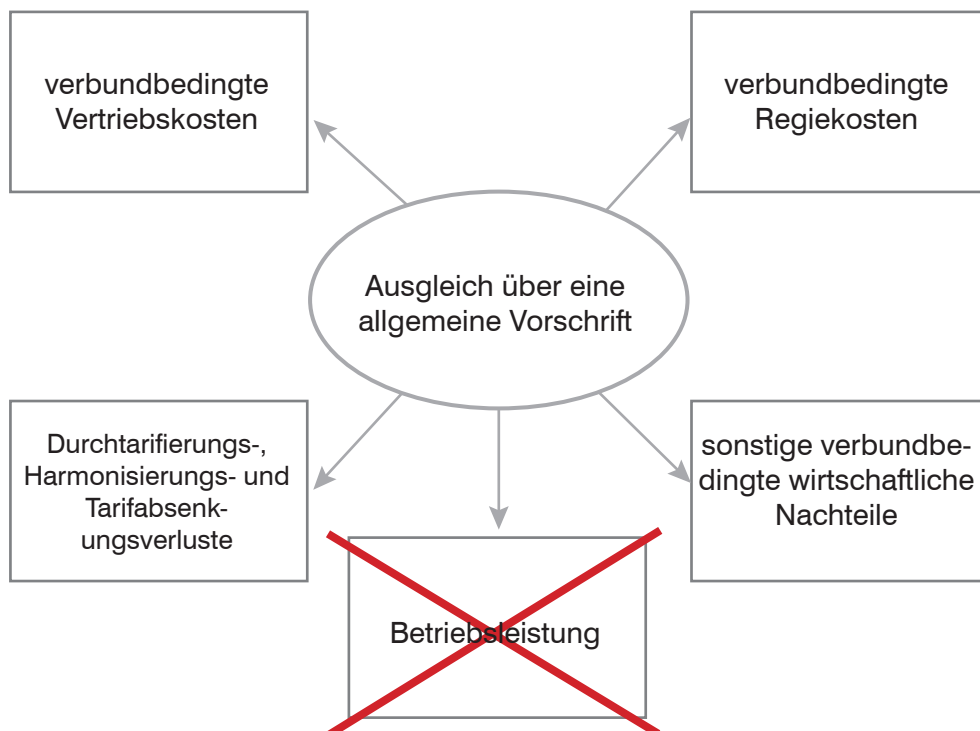 verbundbedingte
Vertriebskosten
verbundbedingte
Regiekosten
Ausgleich über eine
allgemeine Vorschrift
Durchtarifierungs-,
Harmonisierungs- und
Tarifabsenk-
ungsverluste
sonstige verbundbe-
dingte wirtschaftliche
Nachteile
Betriebsleistung